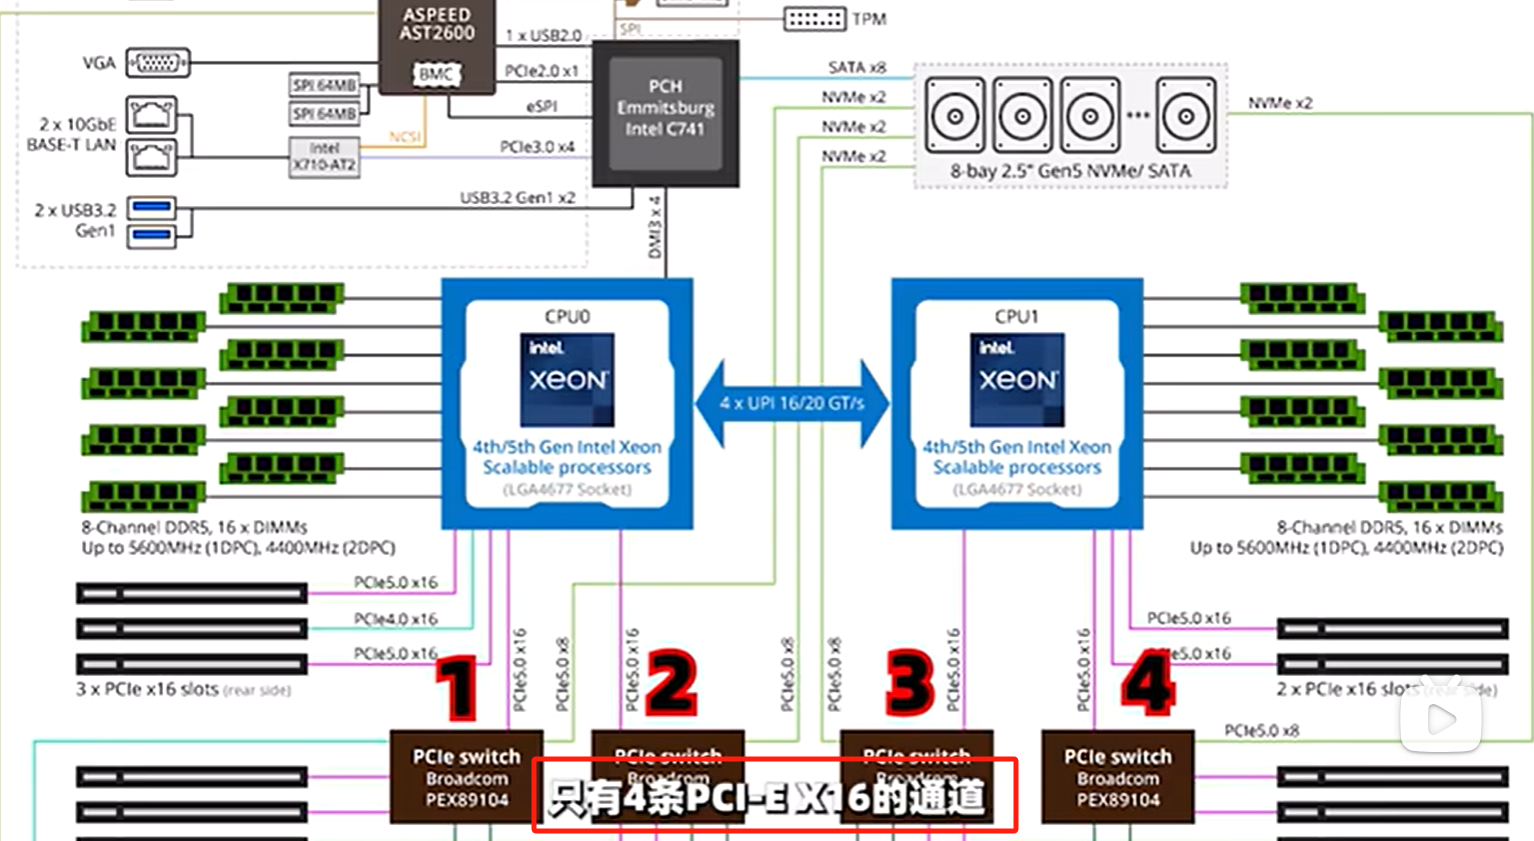 ASPEED
AST2600
BMC
VGA
SPI 64MB
SPI 64MB
2 x 10GbE
BASE-T LAN
Intel
X710-AT2
NCSI
2 x USB3.2
Gen1
1 x USB2.0
PCIe2.0 x1
eSPI
PCIe3.0 x4
USB3.2 Gen1 x2
SPI
TPM
PCH
Emmitsburg
Intel C741
DMI3 x 4
SATA x8
NVMe x2
NVMe x2
NVMe x2
8-bay 2.5" Gen5 NVMe/ SATA
NVMe x2
CPU0
intel.
xeon
4th/5th Gen Intel Xeon
Scalable processors
(LGA4677 Socket)
4 x UPI 16/20 GT/s
CPU1
intel.
xeon
4th/5th Gen Intel Xeon
Scalable processors
(LGA4677 Socket)
8-Channel DDR5, 16 x DIMMs
Up to 5600MHz (1DPC), 4400MHz (2DPC)
8-Channel DDR5, 16 x DIMMs
Up to 5600MHz (1DPC), 4400MHz (2DPC)
PCIe5.0 x16
PCIe4.0 x16
PCIe5.0 x16
3 x PCIe x16 slots (rear side)
PCIe5.0 x16
PCIe5.0 x8
PCIe5.0 x16
PCIe5.0 x8
PCIe5.0 x8
PCIe5.0 x16
PCIe5.0 x16
PCIe5.0 x16
PCIe5.0 x16
2 x PCIe x16 slots (rear side)
PCIe5.0 x8
1
2
3
4
PCIe switch
Broadcom
PEX89104
PCIe switch
Broadcom
PCIe switch
Broadcom
PCIe switch
Broadcom
PEX89104
只有4条PCI-E X16的通道